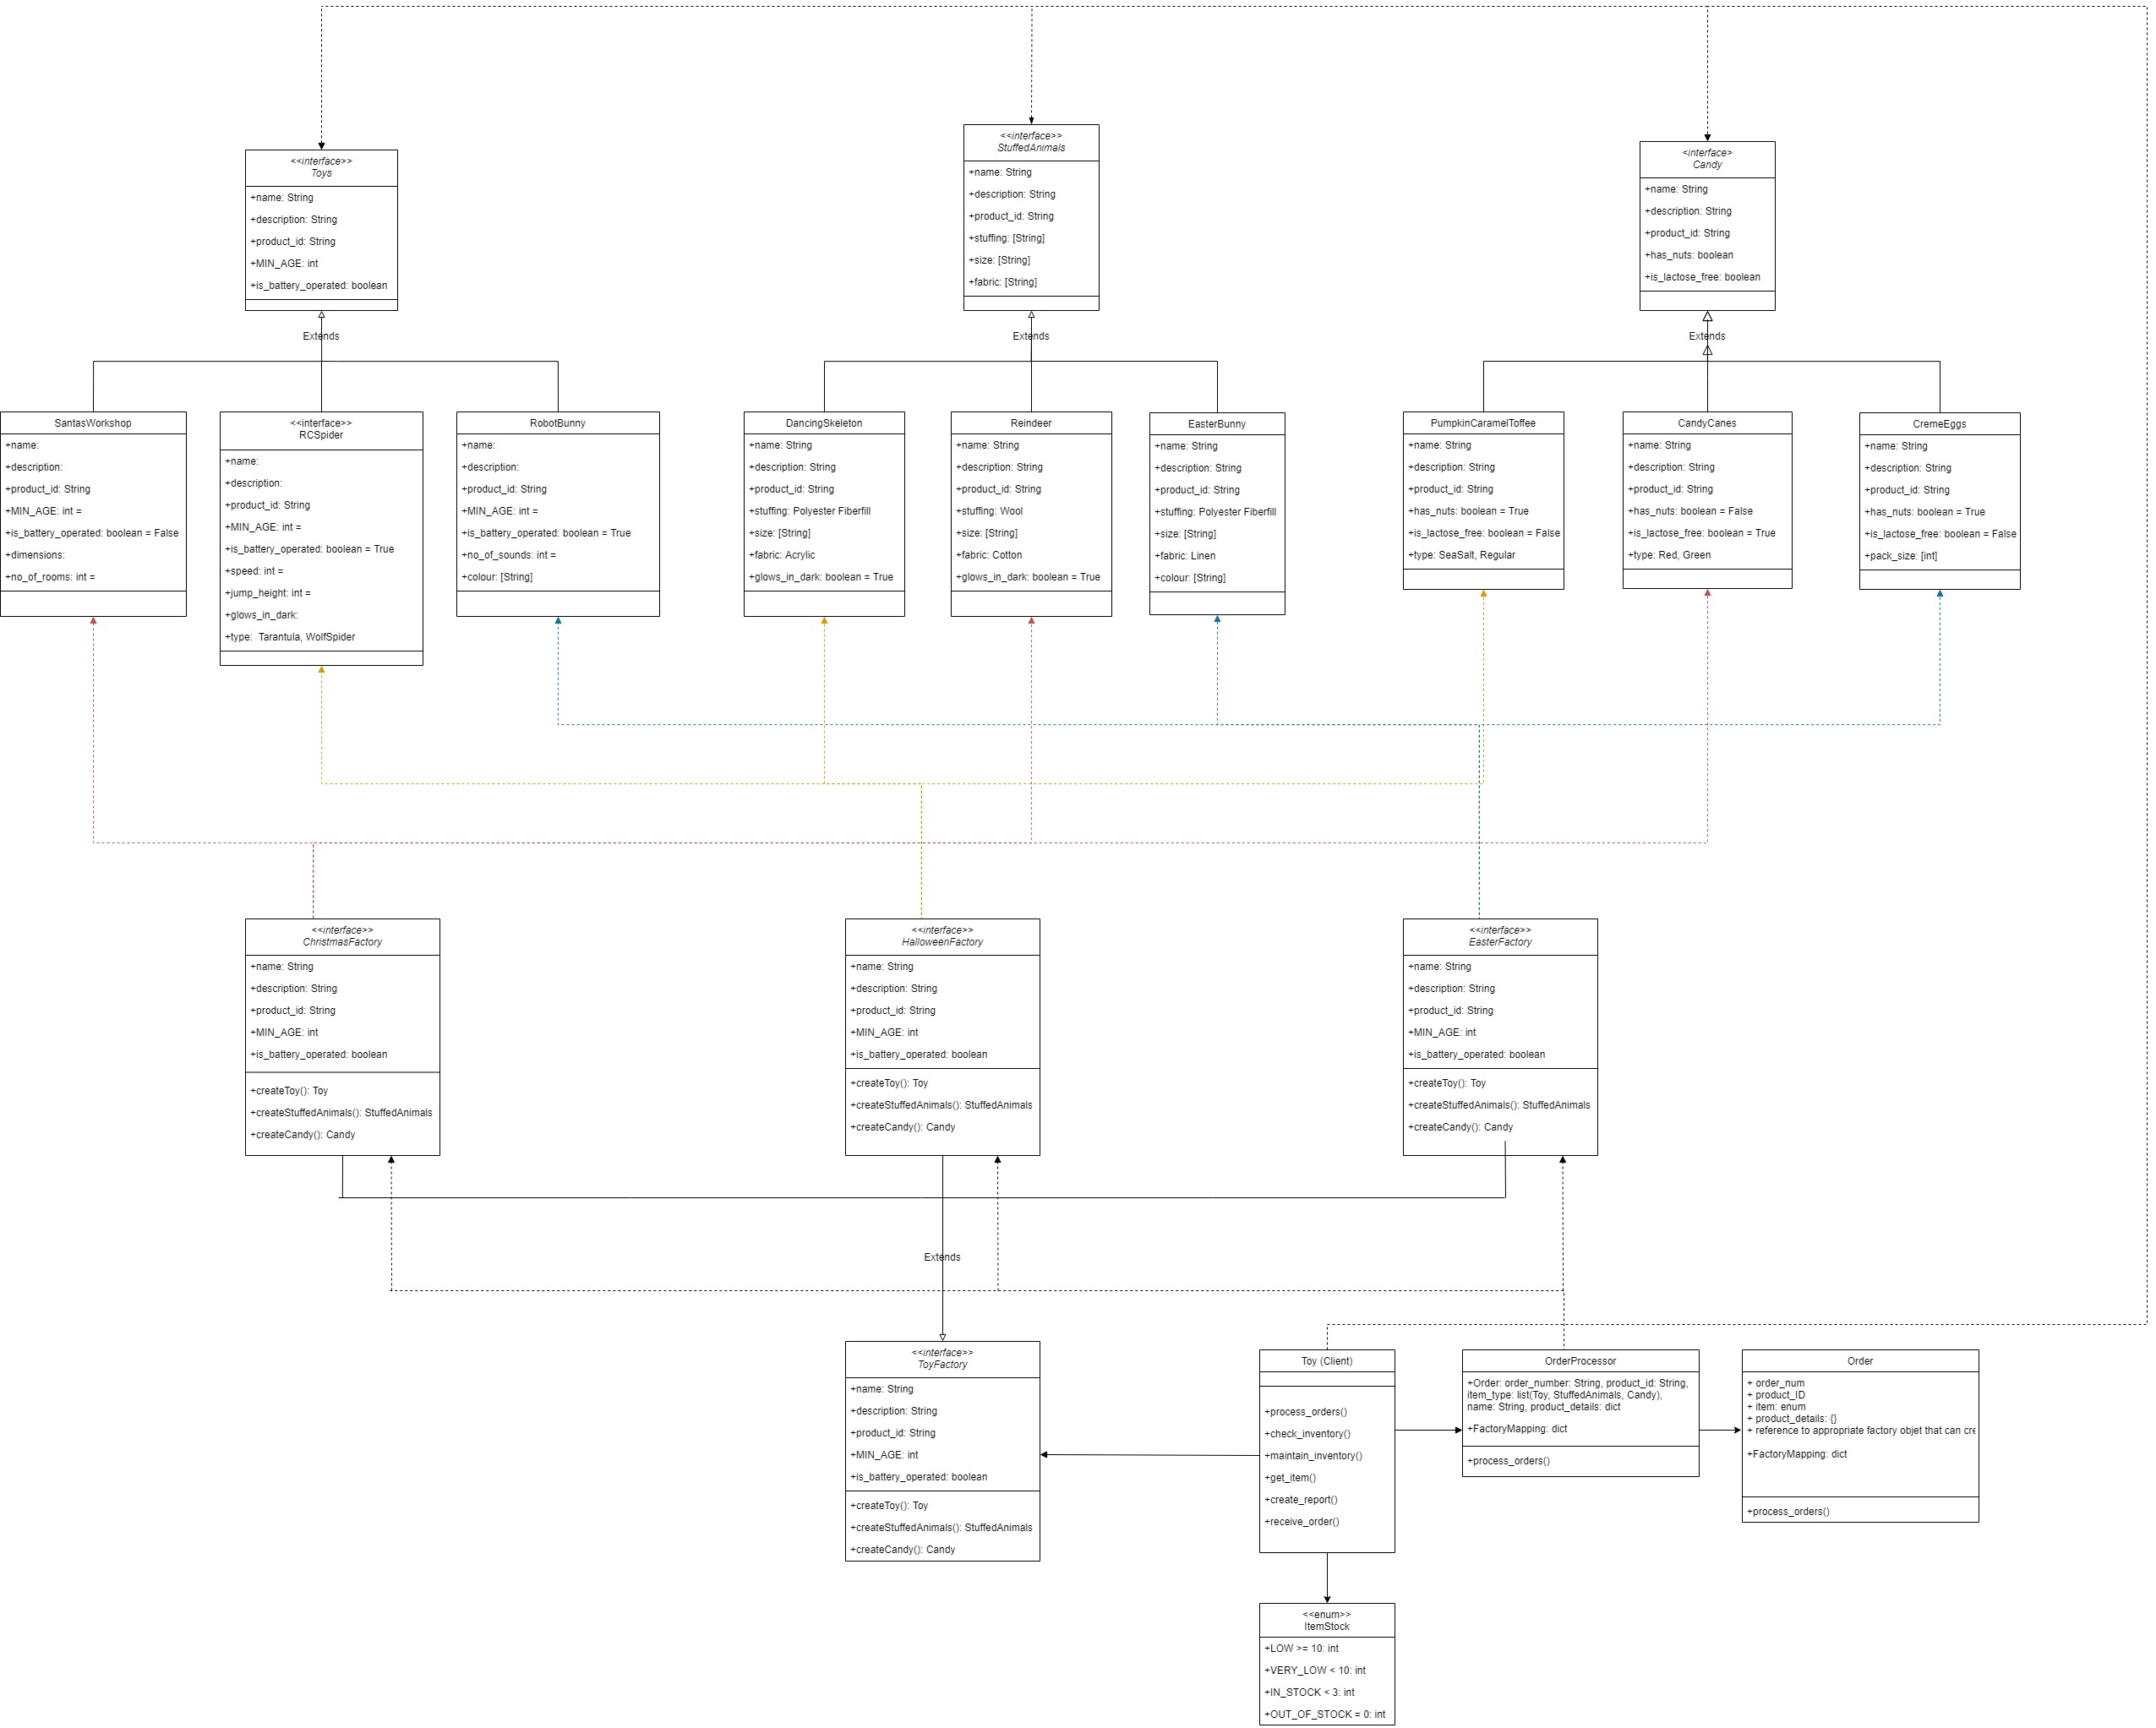 <<interface>>
Toys
+name: String
+description: String
+product_id: String
+MIN_AGE: int
+is_battery_operated: boolean
<<interface>>
StuffedAnimals
+name: String
+description: String
+product_id: String
+stuffing: [String]
+size: [String]
+fabric: [String]
<interface>
Candy
+name: String
+description: String
+product_id: String
+has_nuts: boolean
+is_lactose_free: boolean
Extends
Extends
Extends
SantasWorkshop
+name:
+description:
+product_id: String
+MIN_AGE: int =
+is_battery_operated: boolean = False
+dimensions:
+no_of_rooms: int =
<<interface>>
RCSpider
+name:
+description:
+product_id: String
+MIN_AGE: int =
+is_battery_operated: boolean = True
+speed: int =
+jump_height: int =
+glows_in_dark:
+type:  Tarantula, WolfSpider
RobotBunny
+name:
+description:
+product_id: String
+MIN_AGE: int =
+is_battery_operated: boolean = True
+no_of_sounds: int =
+colour: [String]
DancingSkeleton
+name: String
+description: String
+product_id: String
+stuffing: Polyester Fiberfill
+size: [String]
+fabric: Acrylic
+glows_in_dark: boolean = True
Reindeer
+name: String
+description: String
+product_id: String
+stuffing: Wool
+size: [String]
+fabric: Cotton
+glows_in_dark: boolean = True
EasterBunny
+name: String
+description: String
+product_id: String
+stuffing: Polyester Fiberfill
+size: [String]
+fabric: Linen
+colour: [String]
PumpkinCaramelToffee
+name: String
+description: String
+product_id: String
+has_nuts: boolean = True
+is_lactose_free: boolean = False
+type: SeaSalt, Regular
CandyCanes
+name: String
+description: String
+product_id: String
+has_nuts: boolean = False
+is_lactose_free: boolean = True
+type: Red, Green
CremeEggs
+name: String
+description: String
+product_id: String
+has_nuts: boolean = True
+is_lactose_free: boolean = False
+pack_size: [int]
<<interface>>
ChristmasFactory
+name: String
+description: String
+product_id: String
+MIN_AGE: int
+is_battery_operated: boolean
+createToy(): Toy
+createStuffedAnimals(): StuffedAnimals
+createCandy(): Candy
<<interface>>
HalloweenFactory
+name: String
+description: String
+product_id: String
+MIN_AGE: int
+is_battery_operated: boolean
+createToy(): Toy
+createStuffedAnimals(): StuffedAnimals
+createCandy(): Candy
<<interface>>
EasterFactory
+name: String
+description: String
+product_id: String
+MIN_AGE: int
+is_battery_operated: boolean
+createToy(): Toy
+createStuffedAnimals(): StuffedAnimals
+createCandy(): Candy
Extends
<<interface>>
ToyFactory
+name: String
+description: String
+product_id: String
+MIN_AGE: int
+is_battery_operated: boolean
+createToy(): Toy
+createStuffedAnimals(): StuffedAnimals
+createCandy(): Candy
Toy (Client)
+process_orders()
+check_inventory()
+maintain_inventory()
+get_item()
+create_report()
+receive_order()
OrderProcessor
+Order: order_number: String, product_id: String,
item_type: list(Toy, StuffedAnimals, Candy),
name: String, product_details: dict
+FactoryMapping: dict
+process_orders()
Order
+ order_num
+ product_ID
+ item: enum
+ product_details: {}
+ reference to appropriate factory objet that can cre
+FactoryMapping: dict
+process_orders()
<<enum>>
ItemStock
+LOW >= 10: int
+VERY_LOW < 10: int
+IN_STOCK < 3: int
+OUT_OF_STOCK = 0: int